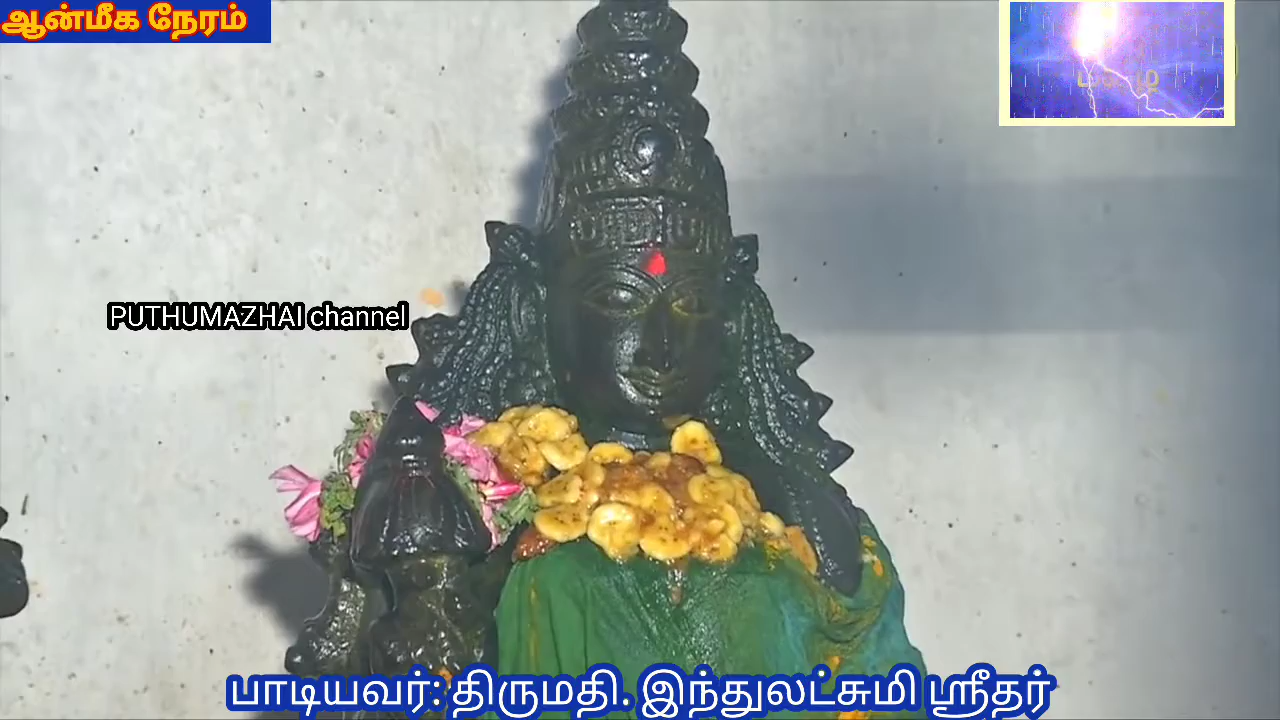 ஆன்மீக நேரம்
PUTHUMAZHAI channel
பாடியவர்: திருமதி. இந்துலட்சுமி ஸ்ரீதர்